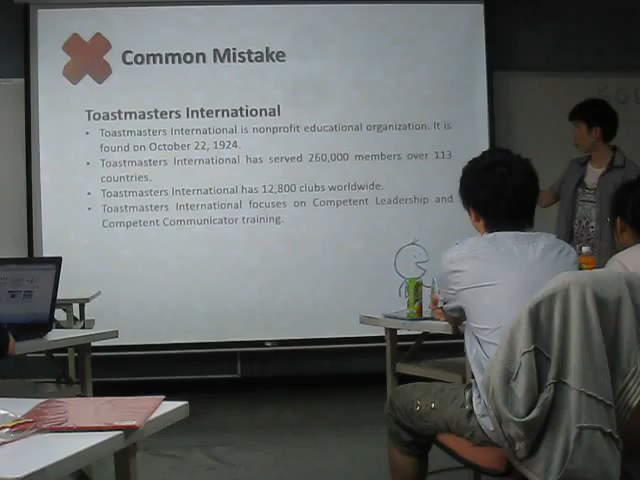 Common Mistake
Toastmasters International
• Toastmasters International is nonprofit educational organization. It is
found on October 22, 1924.
• Toastmasters International has served 260,000 members over 113
countries.
• Toastmasters International has 12,800 clubs worldwide.
• Toastmasters International focuses on Competent Leadership and
Competent Communicator training.